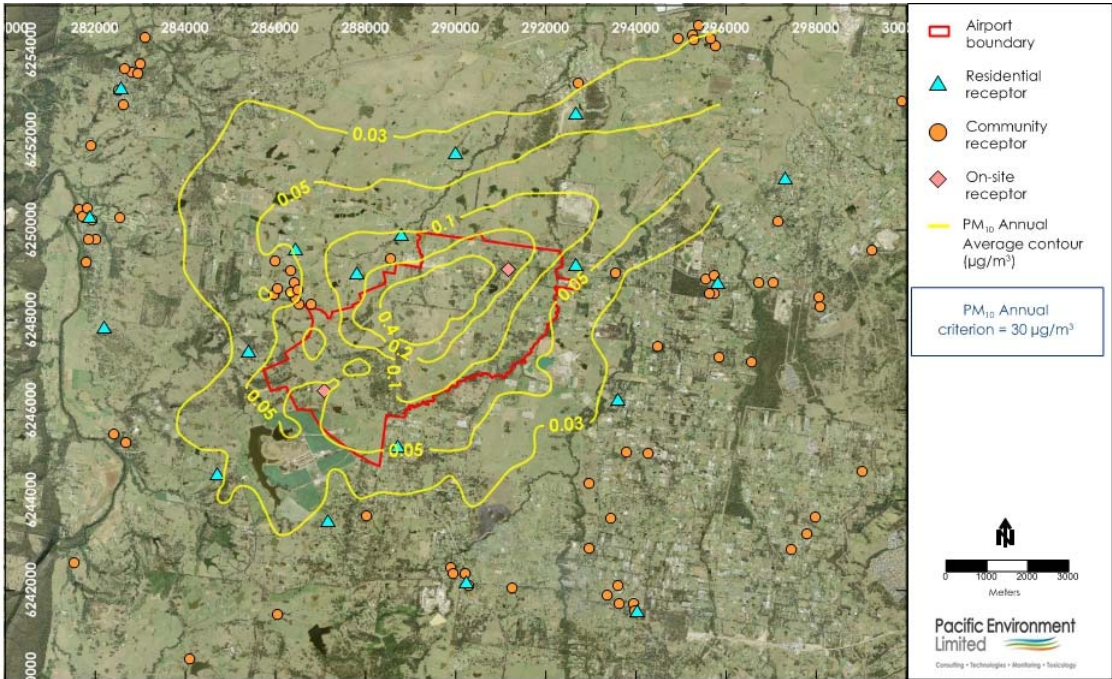 0000
282000
284000
286000
288000
290000
292000
294000
296000
298000
3000
6254000
6252000
6250000
6248000
6246000
6244000
6242000
0000
0.03
0.05
0.1
0.05
0.4
0.2
0.1
0.05
0.03
0.05
Airport
boundary
Residential
receptor
Community
receptor
On-site
receptor
PM₁₀ Annual
Average contour
(µg/m³)
PM₁₀ Annual
criterion = 30 µg/m³
N
0 1000 2000 3000
Meters
Pacific Environment
Limited
Consulting • Technologies • Monitoring • Toxicology